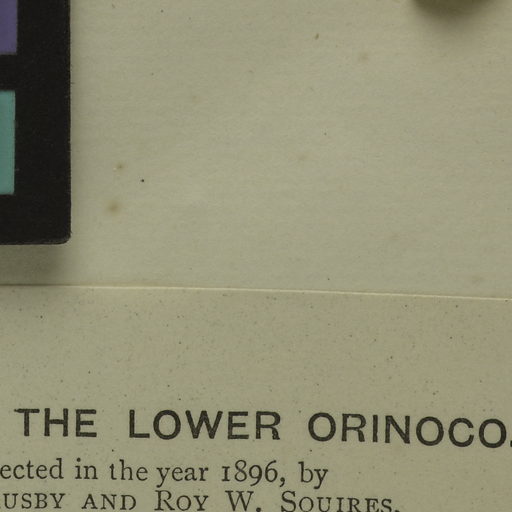 THE LOWER ORINOCO.
ected in the year 1896, by
USBY AND ROY W. SQUIRES.